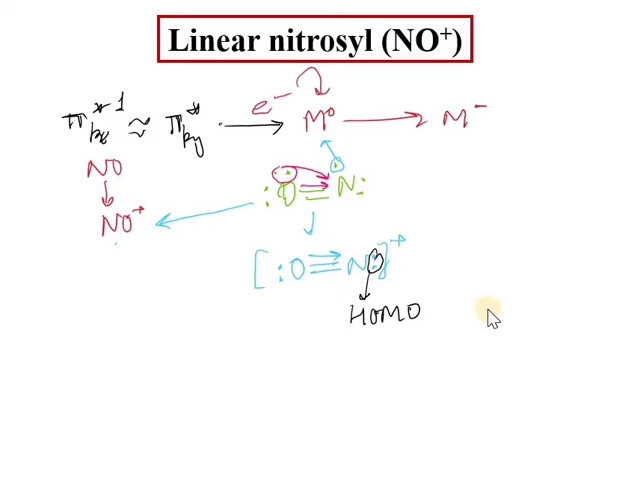 Linear nitrosyl (NO⁺)
π*¹px ≈ π*py → e⁻ M⁰ → M⁻
NO
:O=N:
NO⁺
[:O≡N:]⁺
HOMO